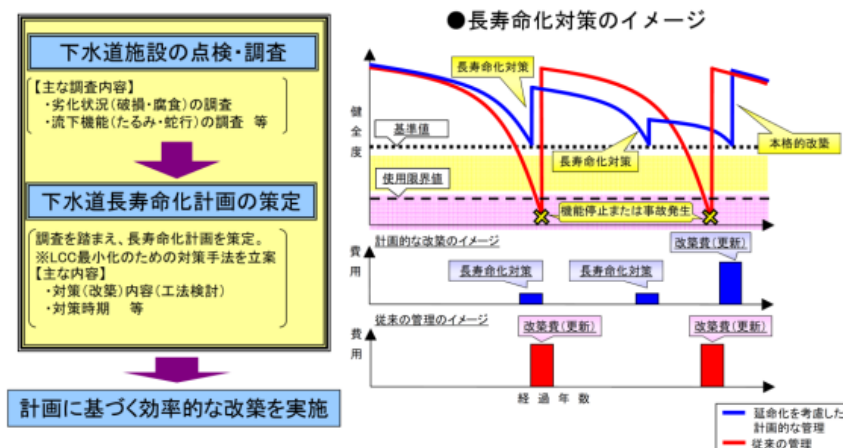 下水道施設の点検・調査
【主な調査内容】
・劣化状況(破損・腐食)の調査
・流下機能(たるみ・蛇行)の調査 等
下水道長寿命化計画の策定
調査を踏まえ、長寿命化計画を策定。
※LCC最小化のための対策手法を立案
【主な内容】
・対策(改築)内容(工法検討)
・対策時期 等
計画に基づく効率的な改築を実施
●長寿命化対策のイメージ
健全度
長寿命化対策
基準値
長寿命化対策
本格的改築
使用限界値
機能停止または事故発生
計画的な改築のイメージ
費用
長寿命化対策
長寿命化対策
改築費(更新)
従来の管理のイメージ
費用
改築費(更新)
改築費(更新)
経過年数
延命化を考慮した
計画的な管理
従来の管理